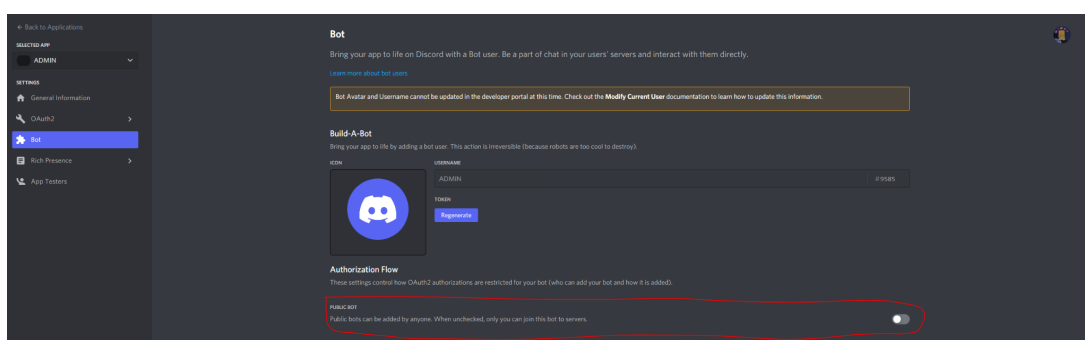 ← Back to Applications
SELECTED APP
ADMIN
SETTINGS
General Information
OAuth2
Bot
Rich Presence
App Testers
Bot
Bring your app to life on Discord with a Bot user. Be a part of chat in your users' servers and interact with them directly.
Learn more about bot users
Bot Avatar and Username cannot be updated in the developer portal at this time. Check out the Modify Current User documentation to learn how to update this information.
Build-A-Bot
Bring your app to life by adding a bot user. This action is irreversible (because robots are too cool to destroy).
ICON
USERNAME
ADMIN
#9585
TOKEN
Regenerate
Authorization Flow
These settings control how OAuth2 authorizations are restricted for your bot (who can add your bot and how it is added).
PUBLIC BOT
Public bots can be added by anyone. When unchecked, only you can join this bot to servers.